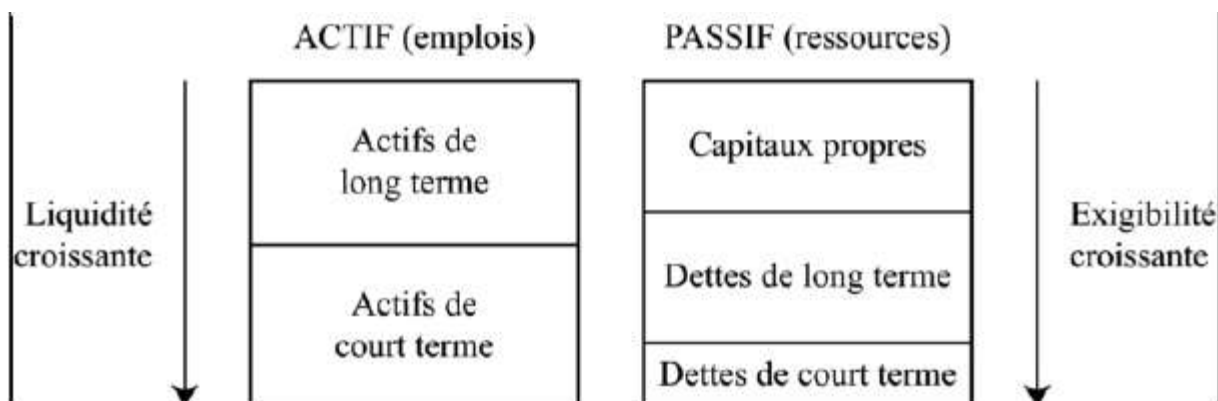 ACTIF (emplois)
PASSIF (ressources)
Liquidité
croissante
Actifs de
long terme
Actifs de
court terme
Capitaux propres
Dettes de long terme
Dettes de court terme
Exigibilité
croissante